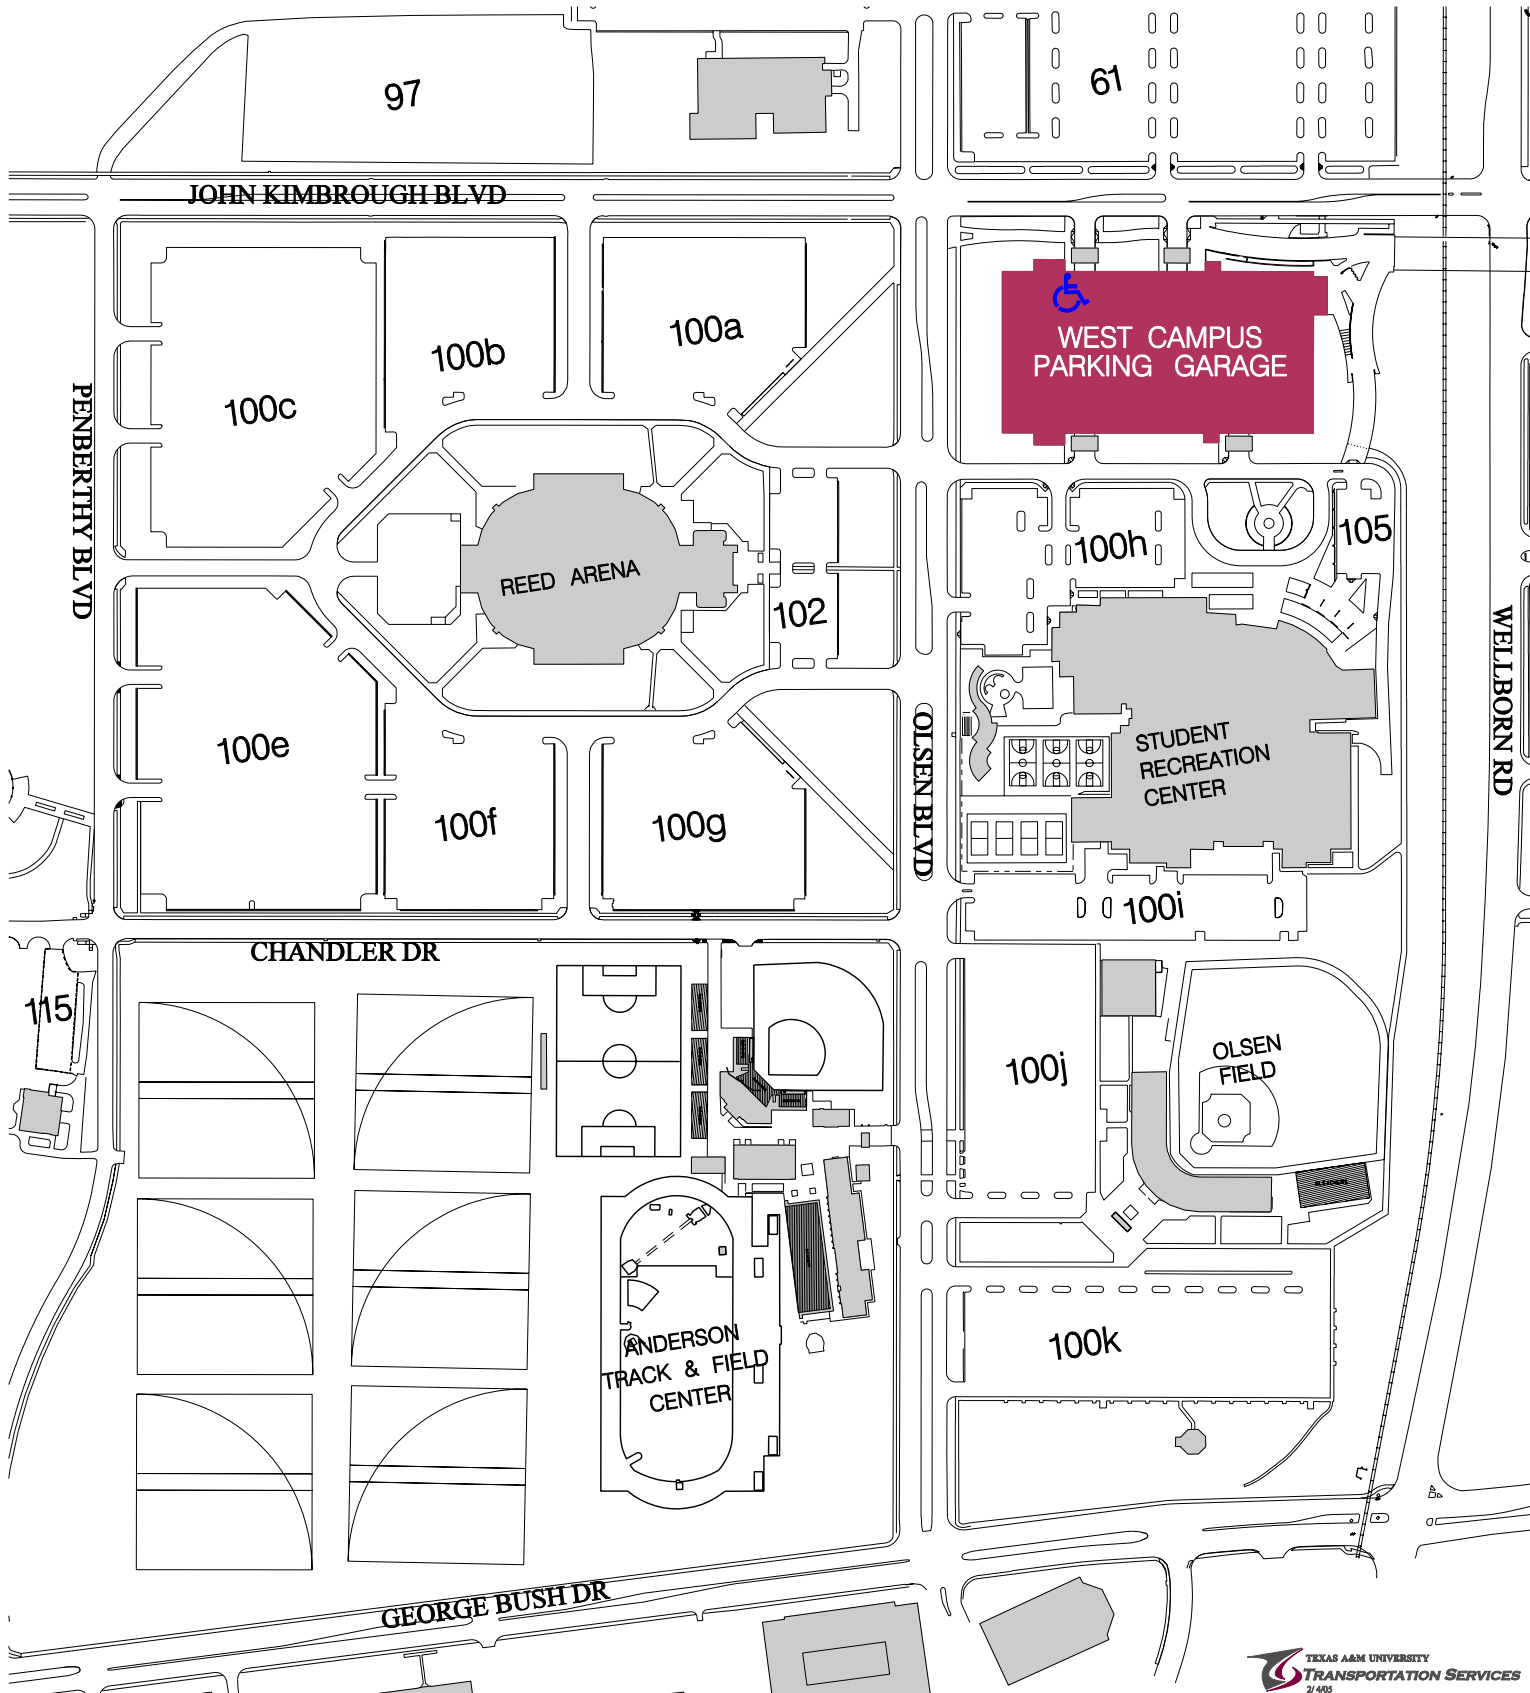 97
61
JOHN KIMBROUGH BLVD
WEST CAMPUS
PARKING GARAGE
100a
100b
100c
PENBERTHY BLVD
REED ARENA
102
100h
105
WELLBORN RD
OLSEN BLVD
STUDENT
RECREATION
CENTER
100e
100f
100g
100i
CHANDLER DR
115
100j
OLSEN
FIELD
BLEACHERS
100k
ANDERSON
TRACK & FIELD
CENTER
GEORGE BUSH DR
TEXAS A&M UNIVERSITY
TRANSPORTATION SERVICES
2/ 4/05